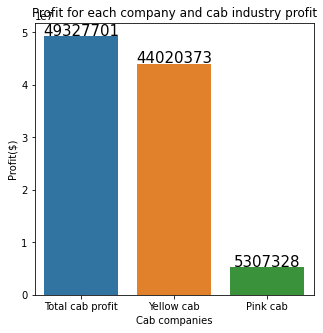 Profit for each company and cab industry profit
1e7
49327701
44020373
5307328
5
4
3
2
1
0
Profit($)
Total cab profit Yellow cab Pink cab
Cab companies